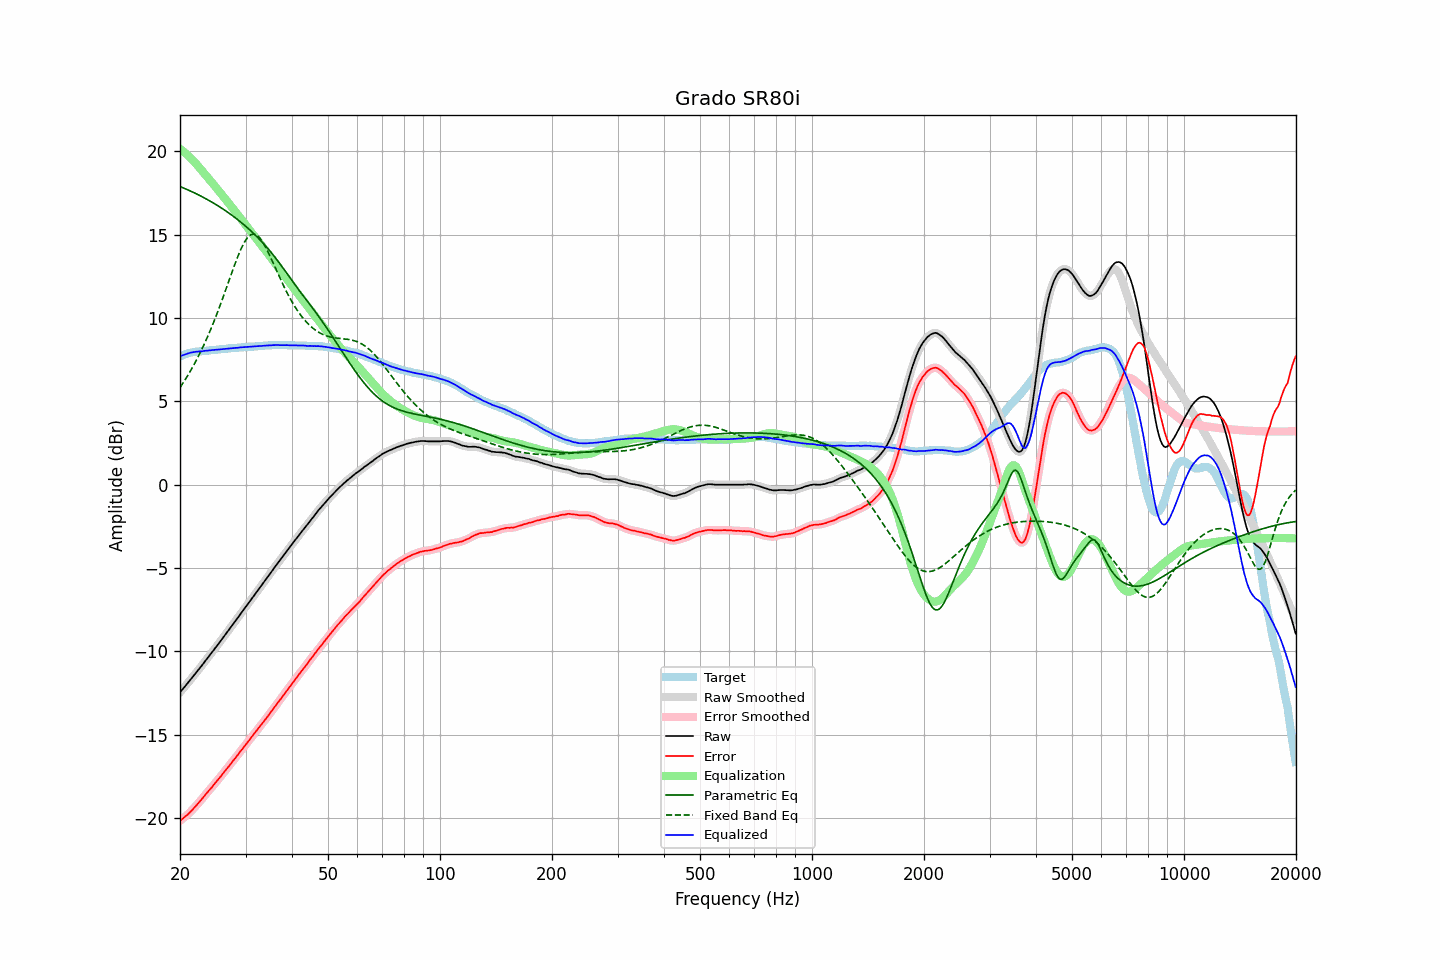 Grado SR80i
Amplitude (dBr)
20
15
10
5
0
−5
−10
−15
−20
Target
Raw Smoothed
Error Smoothed
Raw
Error
Equalization
Parametric Eq
Fixed Band Eq
Equalized
20 50 100 200 500 1000 2000 5000 10000 20000
Frequency (Hz)